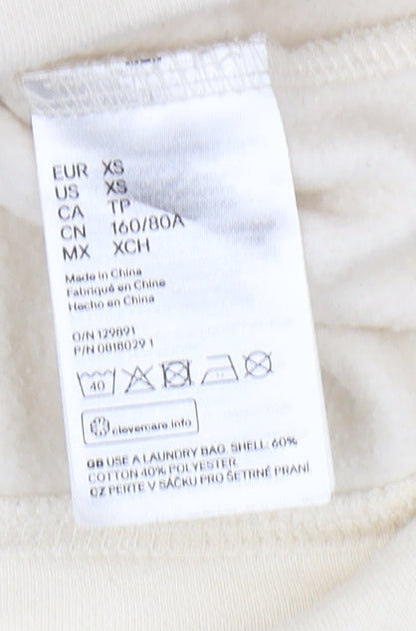 EUR XS
US XS
CA TP
CN 160/80A
MX XCH
Made in China
Fabriqué en Chine
Hecho en China
O/N 129891
P/N 0818029 1
40
clevercare.info
GB USE A LAUNDRY BAG. SHELL: 60%
COTTON 40% POLYESTER
CZ PERTE V SÁČKU PRO ŠETRNÉ PRANÍ